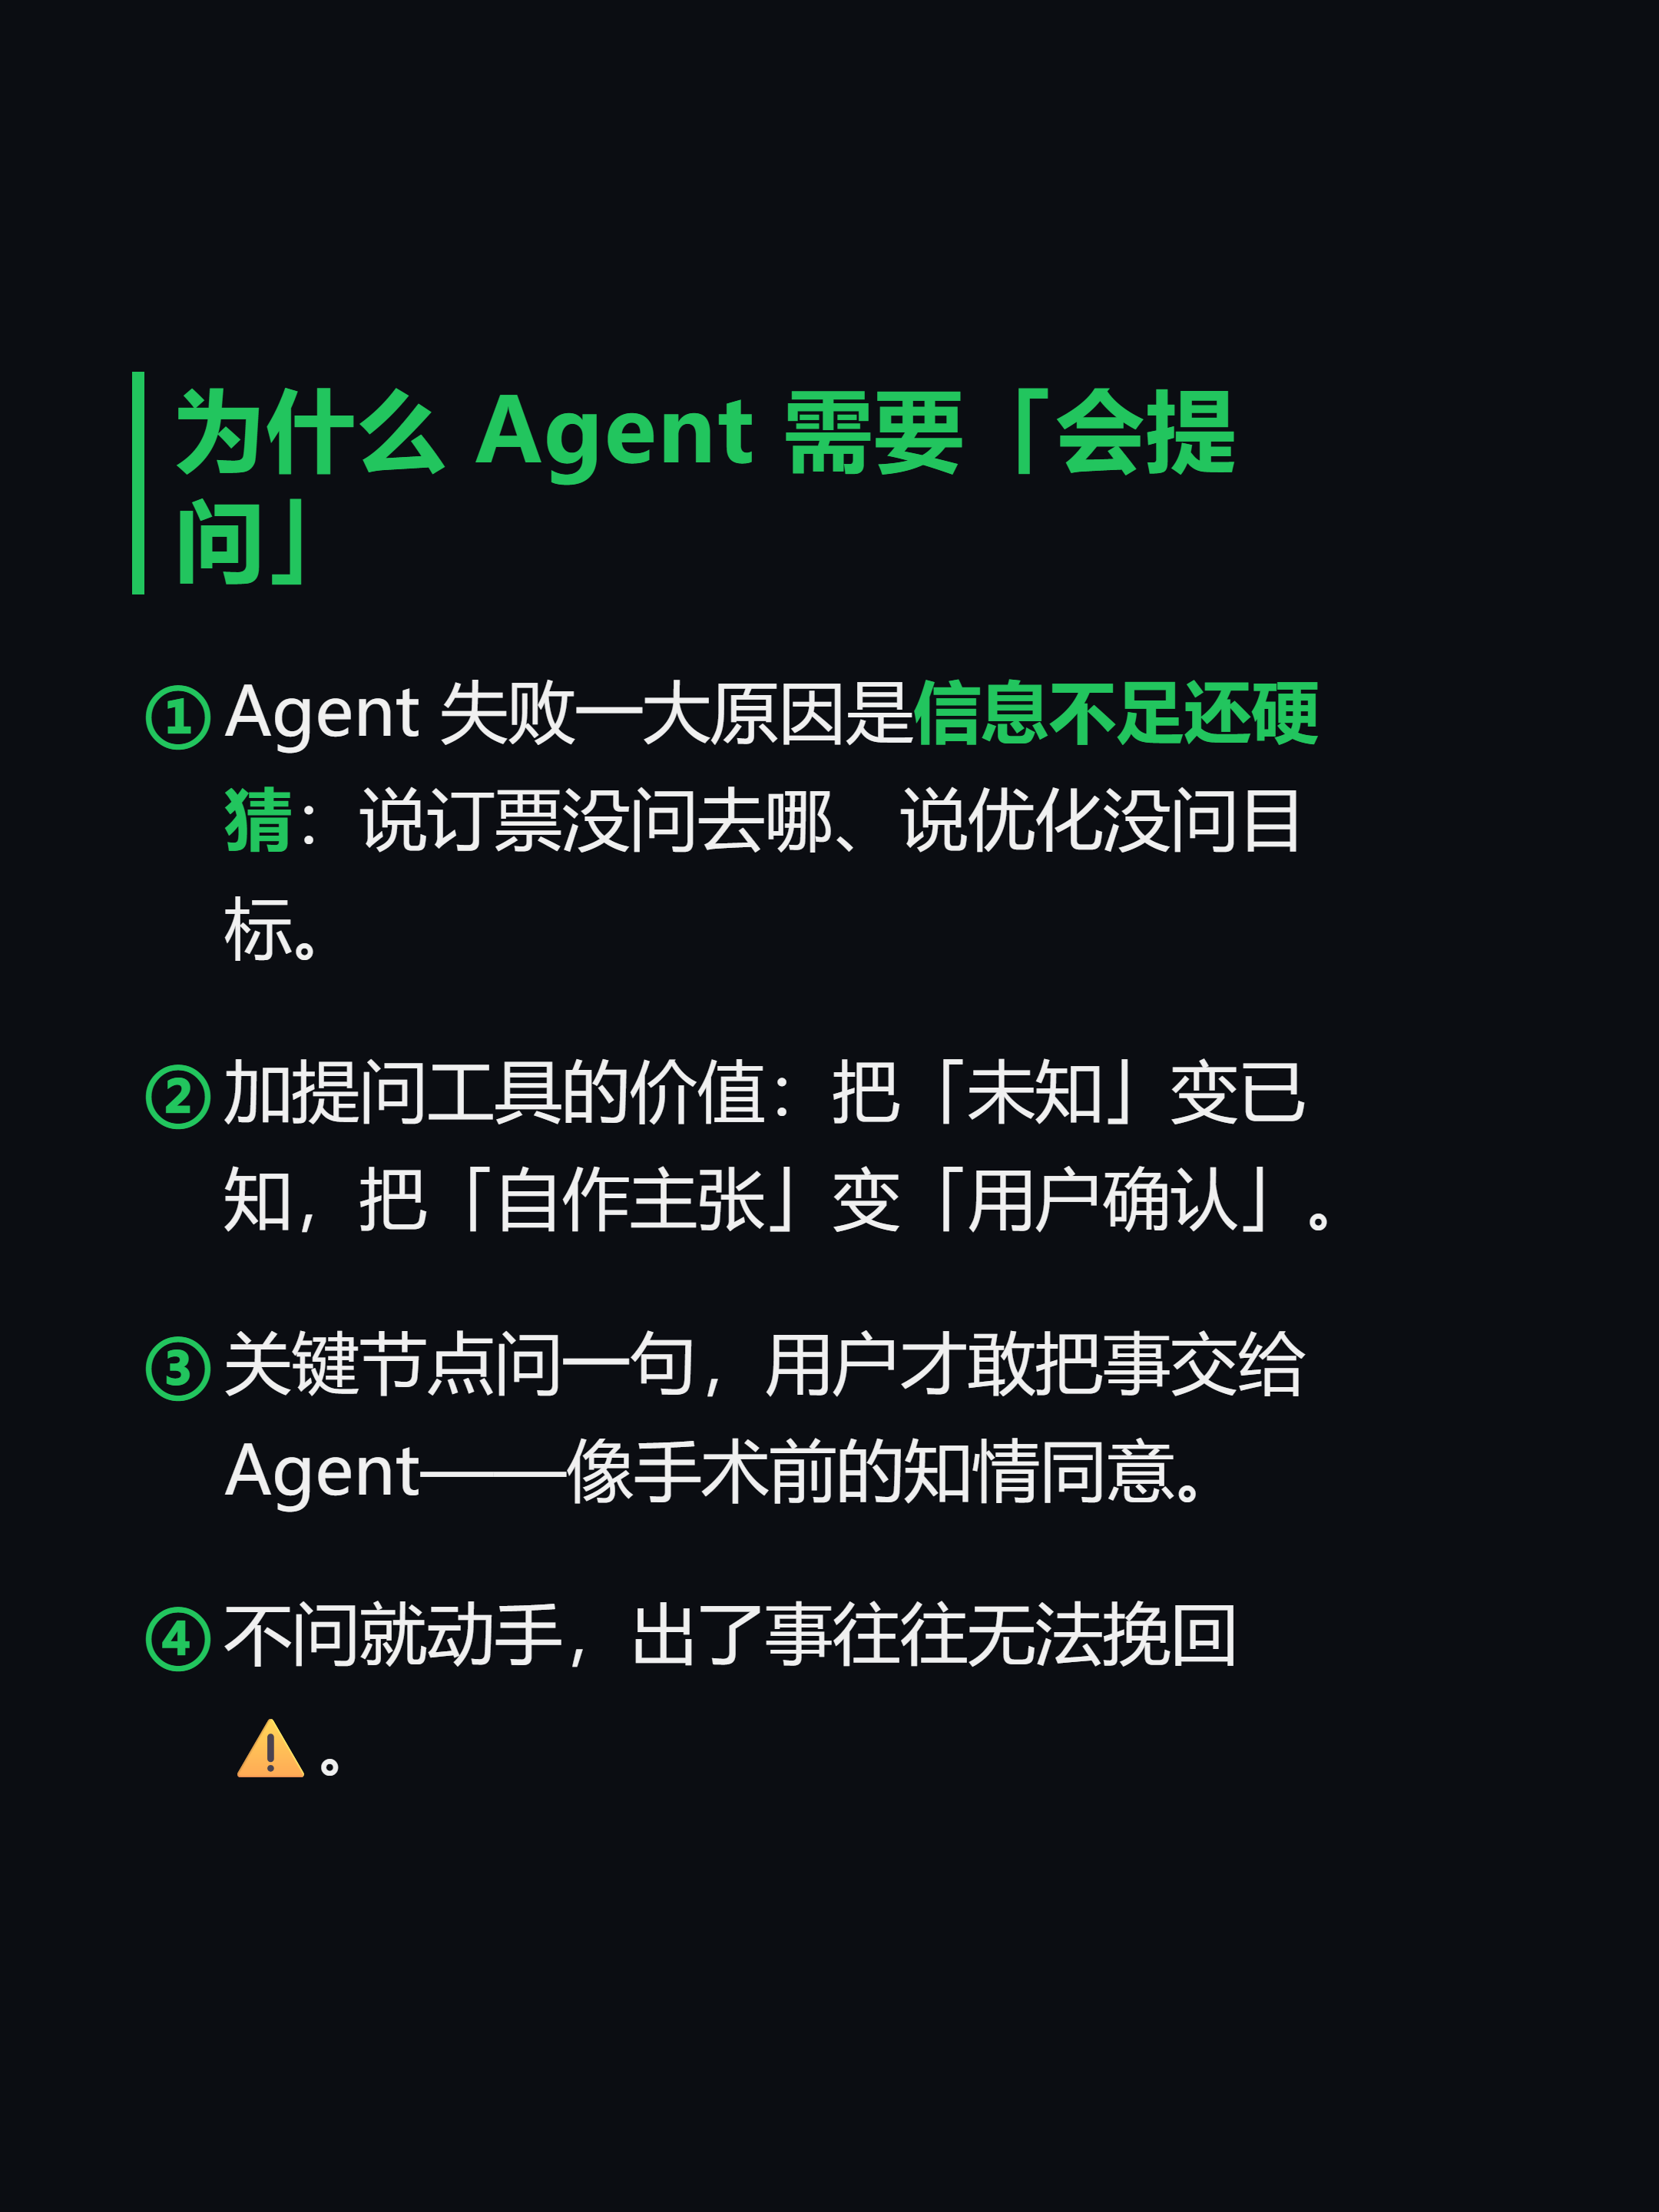 为什么 Agent 需要「会提
问」
① Agent 失败一大原因是信息不足还硬
猜：说订票没问去哪、说优化没问目
标。
② 加提问工具的价值：把「未知」变已
知，把「自作主张」变「用户确认」。
③ 关键节点问一句，用户才敢把事交给
Agent——像手术前的知情同意。
④ 不问就动手，出了事往往无法挽回
⚠️。